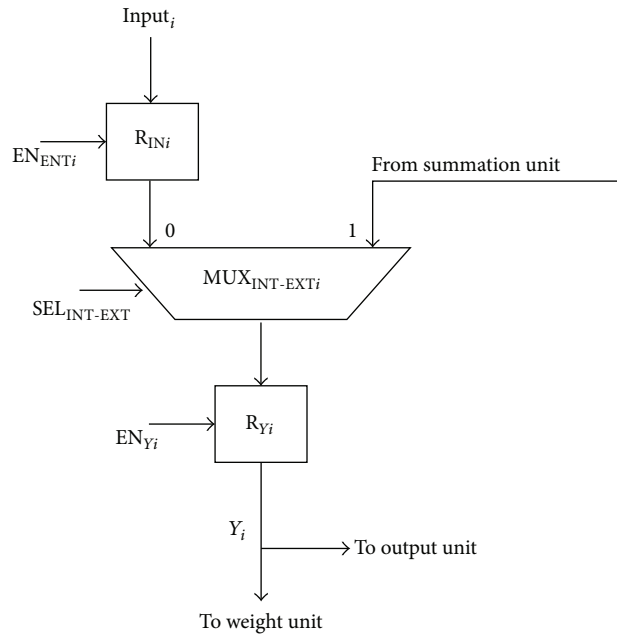 Input_i
R_INi
EN_ENTi
From summation unit
0
1
MUX_INT-EXTi
SEL_INT-EXT
R_Yi
EN_Yi
Y_i
To output unit
To weight unit